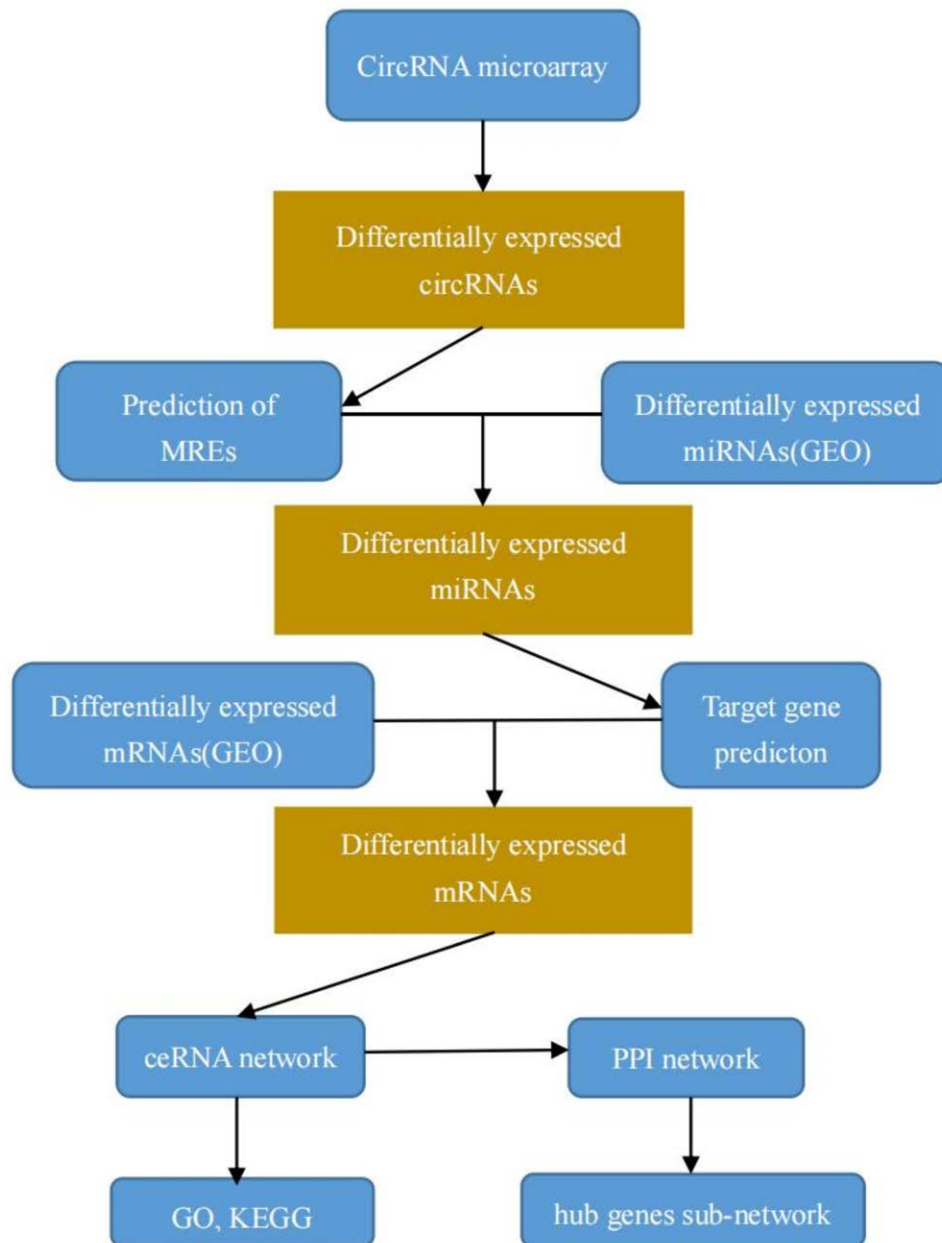 CircRNA microarray
Differentially expressed
circRNAs
Prediction of
MREs
Differentially expressed
miRNAs(GEO)
Differentially expressed
miRNAs
Differentially expressed
mRNAs(GEO)
Target gene
predicton
Differentially expressed
mRNAs
ceRNA network
PPI network
GO, KEGG
hub genes sub-network